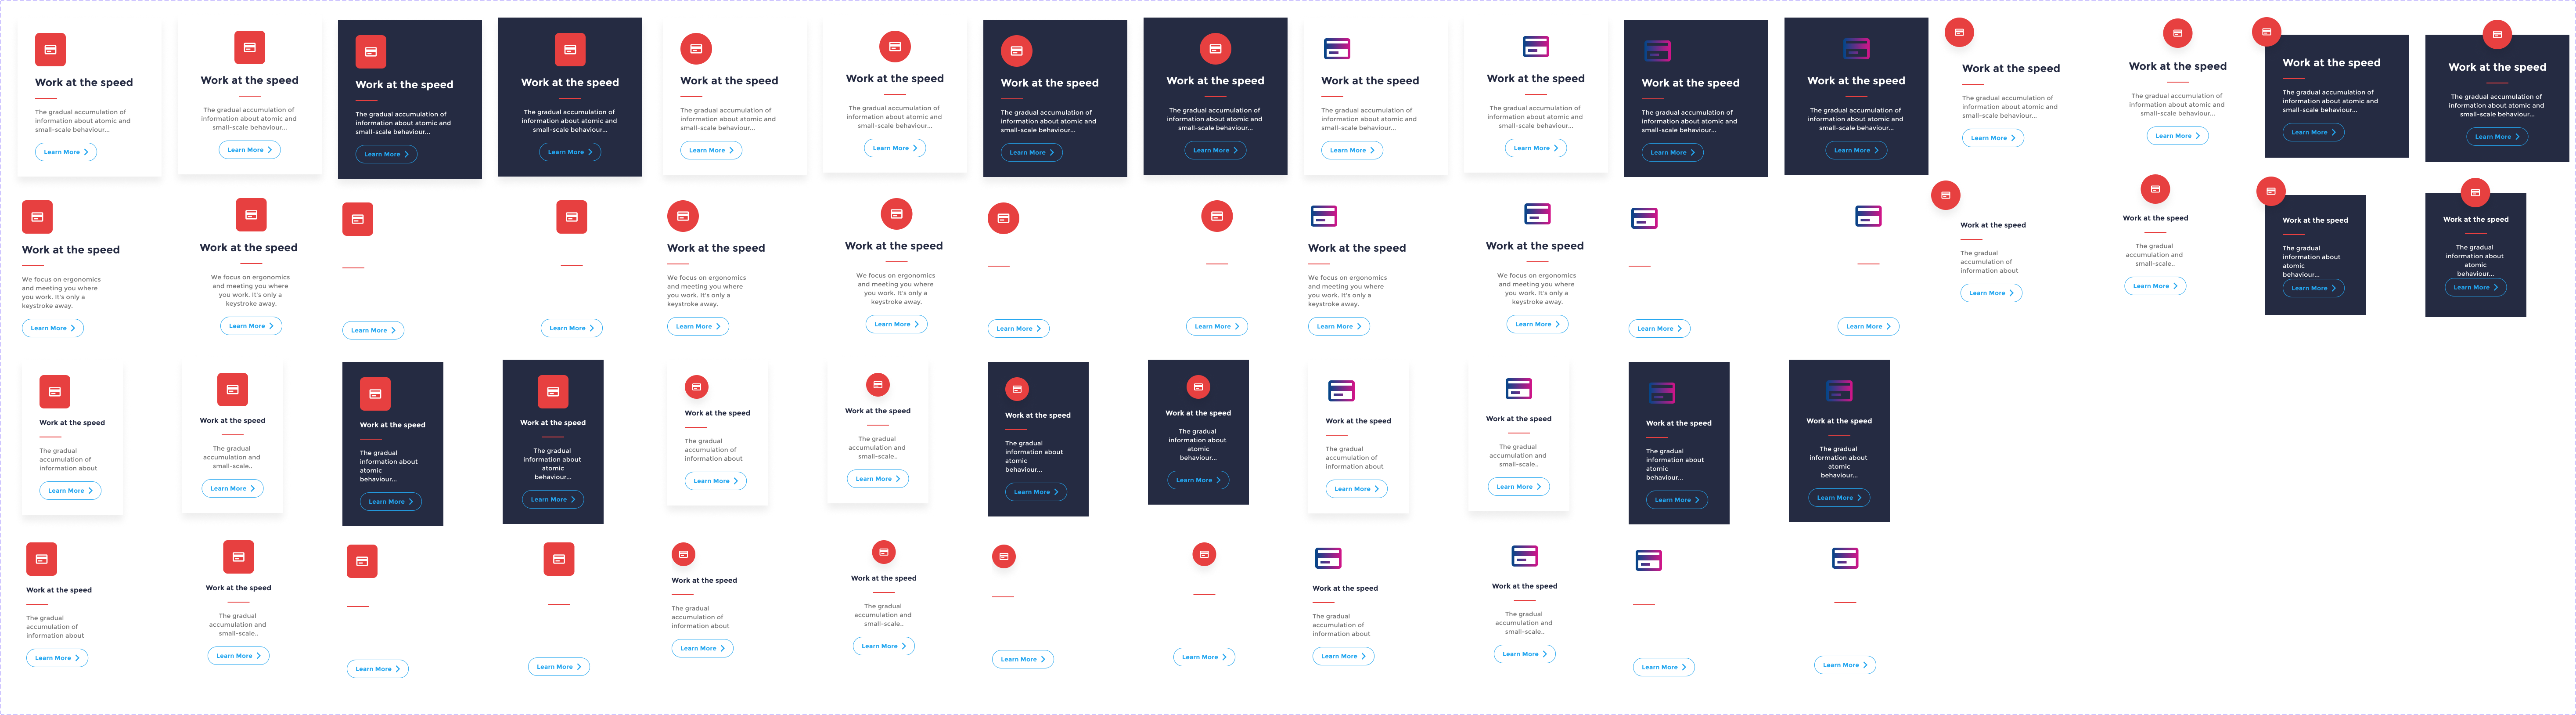 Work at the speed
The gradual accumulation of
information about atomic and
small-scale behaviour...
Learn More
Work at the speed
The gradual accumulation of
information about atomic and
small-scale behaviour...
Learn More
Work at the speed
The gradual accumulation of
information about atomic and
small-scale behaviour...
Learn More
Work at the speed
The gradual accumulation of
information about atomic and
small-scale behaviour...
Learn More
Work at the speed
The gradual accumulation of
information about atomic and
small-scale behaviour...
Learn More
Work at the speed
The gradual accumulation of
information about atomic and
small-scale behaviour...
Learn More
Work at the speed
The gradual accumulation of
information about atomic and
small-scale behaviour...
Learn More
Work at the speed
The gradual accumulation of
information about atomic and
small-scale behaviour...
Learn More
Work at the speed
The gradual accumulation of
information about atomic and
small-scale behaviour...
Learn More
Work at the speed
The gradual accumulation of
information about atomic and
small-scale behaviour...
Learn More
Work at the speed
The gradual accumulation of
information about atomic and
small-scale behaviour...
Learn More
Work at the speed
The gradual accumulation of
information about atomic and
small-scale behaviour...
Learn More
Work at the speed
The gradual accumulation of
information about atomic and
small-scale behaviour...
Learn More
Work at the speed
The gradual accumulation of
information about atomic and
small-scale behaviour...
Learn More
Work at the speed
The gradual accumulation of
information about atomic and
small-scale behaviour...
Learn More
Work at the speed
The gradual accumulation of
information about atomic and
small-scale behaviour...
Learn More
Work at the speed
We focus on ergonomics
and meeting you where
you work. It's only a
keystroke away.
Learn More
Work at the speed
We focus on ergonomics
and meeting you where
you work. It's only a
keystroke away.
Learn More
Learn More
Learn More
Work at the speed
We focus on ergonomics
and meeting you where
you work. It's only a
keystroke away.
Learn More
Work at the speed
We focus on ergonomics
and meeting you where
you work. It's only a
keystroke away.
Learn More
Learn More
Learn More
Work at the speed
We focus on ergonomics
and meeting you where
you work. It's only a
keystroke away.
Learn More
Work at the speed
We focus on ergonomics
and meeting you where
you work. It's only a
keystroke away.
Learn More
Learn More
Learn More
Work at the speed
The gradual
accumulation of
information about
Learn More
Work at the speed
The gradual
accumulation and
small-scale..
Learn More
Work at the speed
The gradual
information about
atomic
behaviour...
Learn More
Work at the speed
The gradual
information about
atomic
behaviour...
Learn More
Work at the speed
The gradual
accumulation of
information about
Learn More
Work at the speed
The gradual
accumulation and
small-scale..
Learn More
Work at the speed
The gradual
information about
atomic
behaviour...
Learn More
Work at the speed
The gradual
information about
atomic
behaviour...
Learn More
Work at the speed
The gradual
accumulation of
information about
Learn More
Work at the speed
The gradual
accumulation and
small-scale..
Learn More
Work at the speed
The gradual
information about
atomic
behaviour...
Learn More
Work at the speed
The gradual
information about
atomic
behaviour...
Learn More
Work at the speed
The gradual
accumulation of
information about
Learn More
Work at the speed
The gradual
accumulation and
small-scale..
Learn More
Work at the speed
The gradual
information about
atomic
behaviour...
Learn More
Work at the speed
The gradual
information about
atomic
behaviour...
Learn More
Work at the speed
The gradual
accumulation of
information about
Learn More
Work at the speed
The gradual
accumulation and
small-scale..
Learn More
Learn More
Learn More
Work at the speed
The gradual
accumulation of
information about
Learn More
Work at the speed
The gradual
accumulation and
small-scale..
Learn More
Learn More
Learn More
Work at the speed
The gradual
accumulation of
information about
Learn More
Work at the speed
The gradual
accumulation and
small-scale..
Learn More
Learn More
Learn More